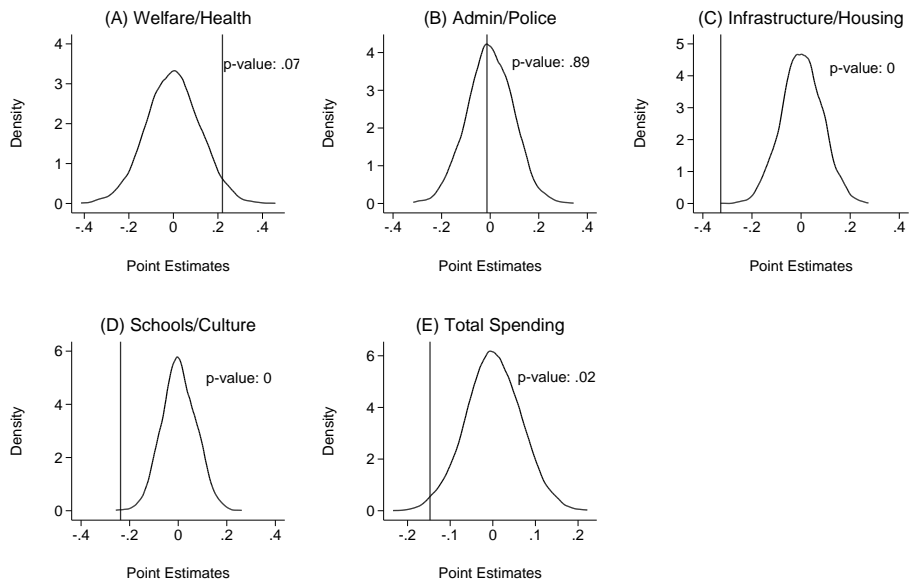 (A) Welfare/Health
Density
4
3
2
1
0
p-value: .07
-.4 -.2 0 .2 .4
Point Estimates
(B) Admin/Police
Density
4
3
2
1
0
p-value: .89
-.4 -.2 0 .2 .4
Point Estimates
(C) Infrastructure/Housing
Density
5
4
3
2
1
0
p-value: 0
-.4 -.2 0 .2 .4
Point Estimates
(D) Schools/Culture
Density
6
4
2
0
p-value: 0
-.4 -.2 0 .2 .4
Point Estimates
(E) Total Spending
Density
6
4
2
0
p-value: .02
-.2 -.1 0 .1 .2
Point Estimates